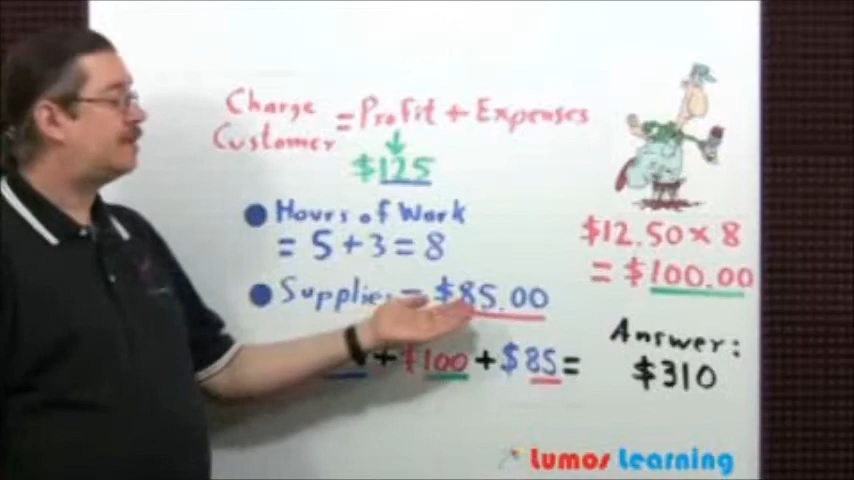 Charge
Customer = Profit + Expenses
$125
Hours of Work
= 5 + 3 = 8
$12.50 x 8
= $100.00
= $85.00
+ $100 + $85 =
Answer:
$310
Lumos Learning